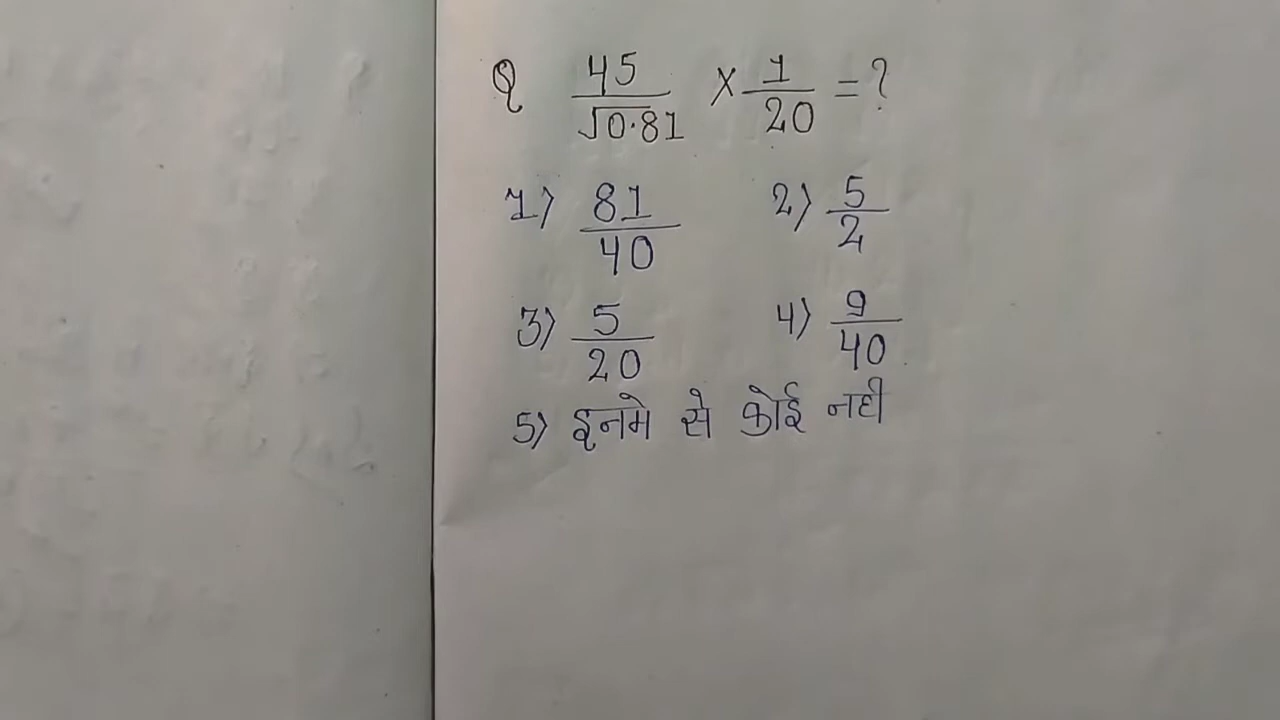 Q 45/√0.81 × 1/20 = ?
1) 81/40 2) 5/2
3) 5/20 4) 9/40
5) इनमे से कोई नही